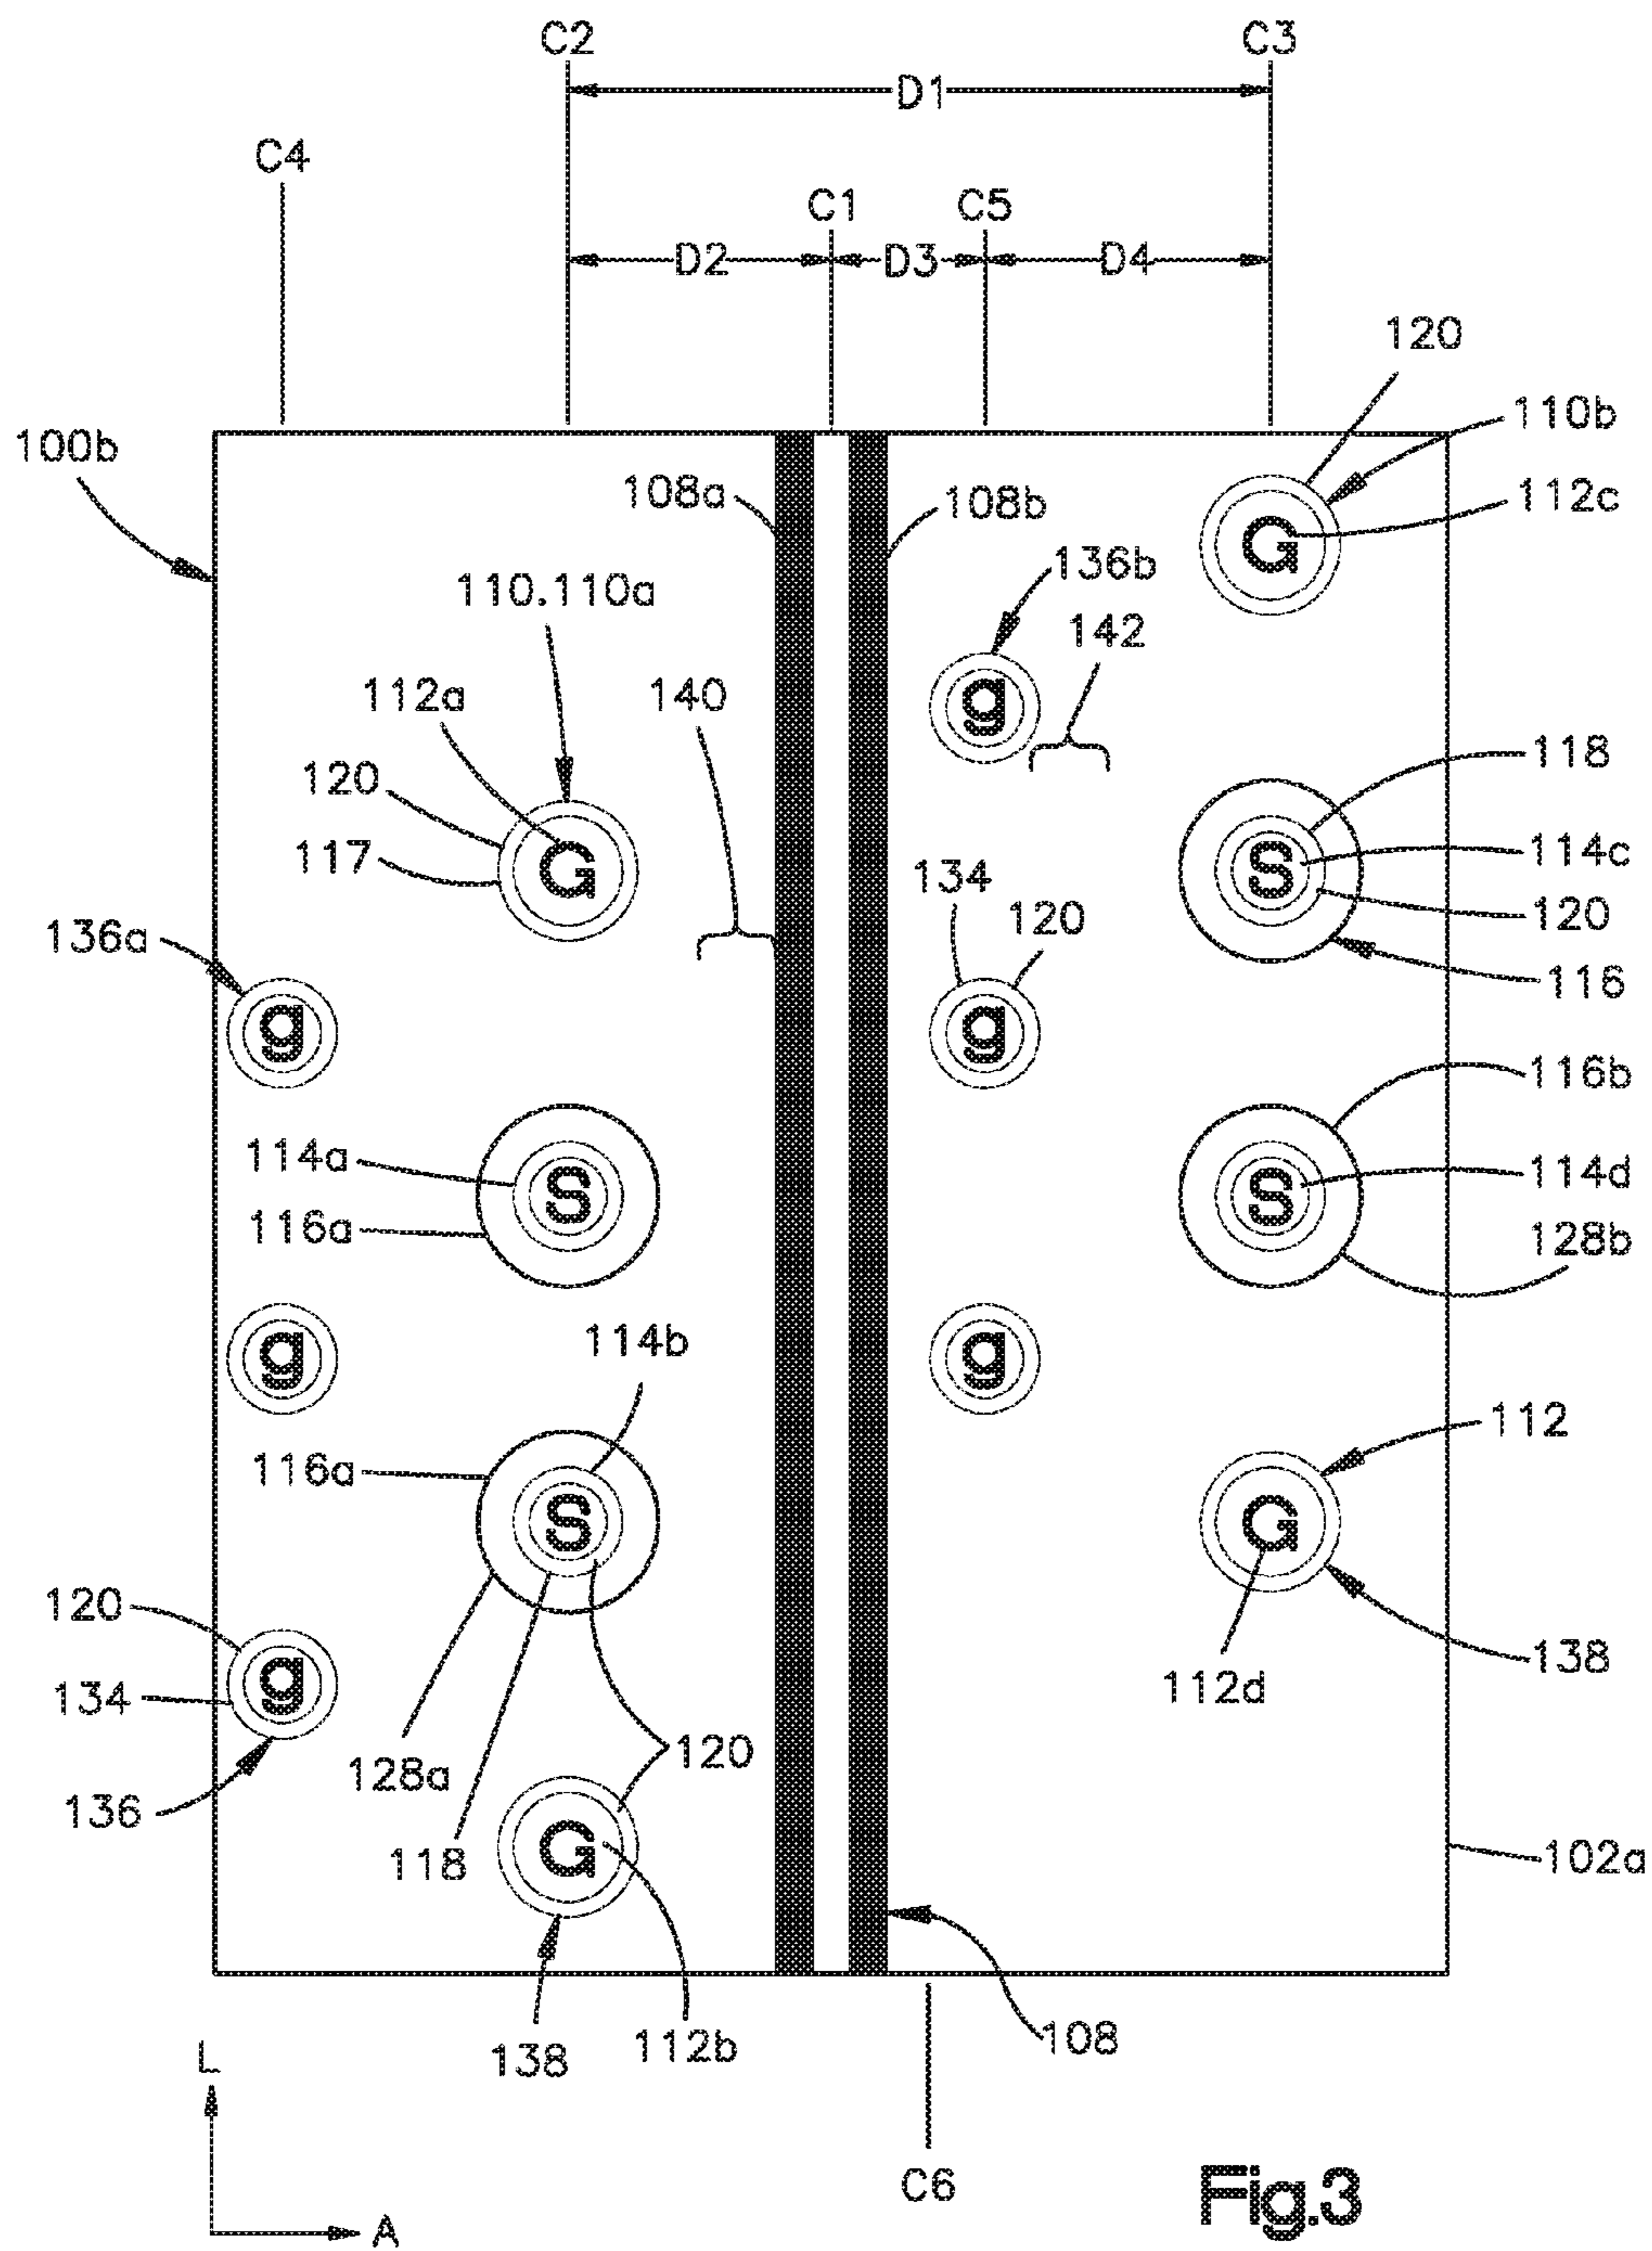 C2 C3
D1
C4
C1 C5
D2 D3 D4
120
100b 110b
108a 108b 112c
G
136b
110.110a
142
112a 140
g
118
120
117 G S 114c
134
120 120
136a
116
g g
116b
114a S S 114d
116a 128b
114b
g g
112
116a
S G
120
138
g
134 112d
128a 120
136
118 G 102a
108
138 112b
L
C6
A
Fig.3